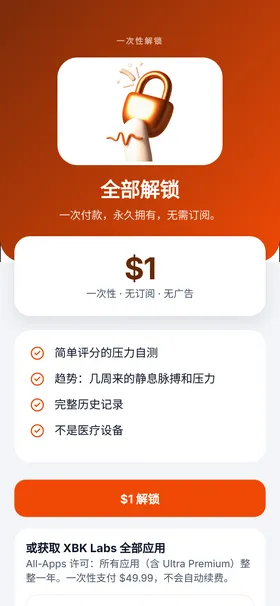 一次性解锁
全部解锁
一次付款，永久拥有，无需订阅。
$1
一次性 · 无订阅 · 无广告
简单评分的压力自测
趋势：几周来的静息脉搏和压力
完整历史记录
不是医疗设备
$1 解锁
或获取 XBK Labs 全部应用
All-Apps 许可：所有应用（含 Ultra Premium）整
整一年。一次性支付 $49.99，不会自动续费。